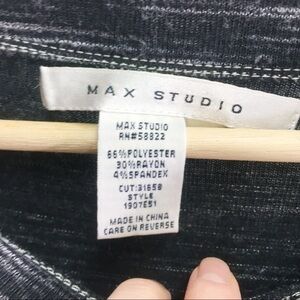 MAX STUDIO
MAX STUDIO
RN#58822
66%POLYESTER
30%RAYON
4%SPANDEX
CUT:31658
STYLE
1907E51
MADE IN CHINA
CARE ON REVERSE